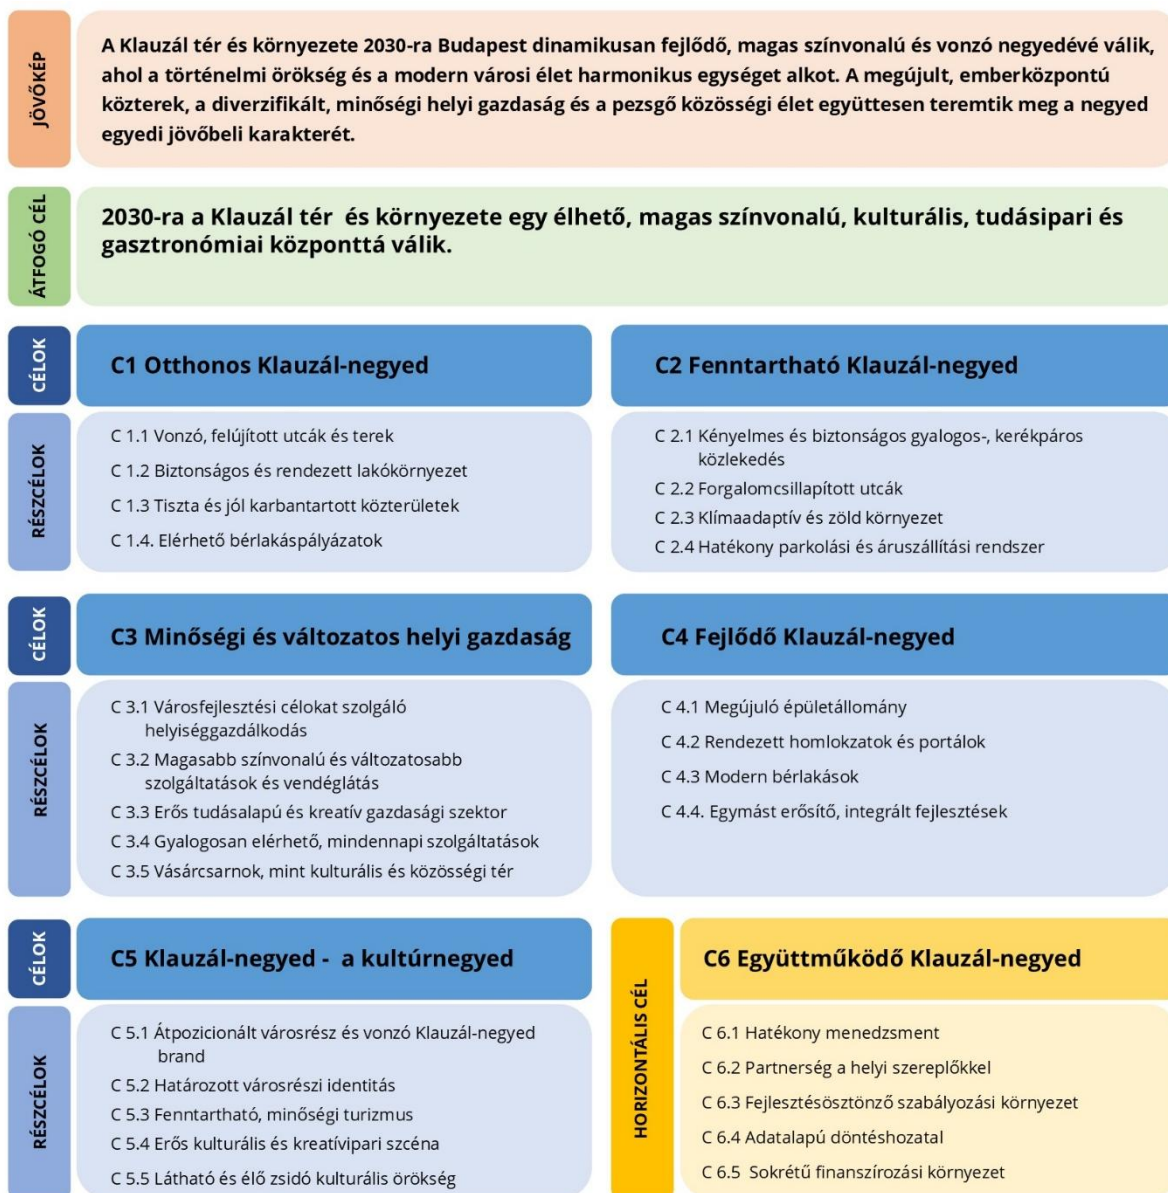 JÖVŐKÉP
A Klauzál tér és környezete 2030-ra Budapest dinamikusan fejlődő, magas színvonalú és vonzó negyedévé válik,
ahol a történelmi örökség és a modern városi élet harmonikus egységet alkot. A megújult, emberközpontú
közterek, a diverzifikált, minőségi helyi gazdaság és a pezsgő közösségi élet együttesen teremtik meg a negyed
egyedi jövőbeli karakterét.
ÁTFOGÓ CÉL
2030-ra a Klauzál tér és környezete egy élhető, magas színvonalú, kulturális, tudásipari és
gasztronómiai központtá válik.
CÉLOK
C1 Otthonos Klauzál-negyed
RÉSZCÉLOK
C 1.1 Vonzó, felújított utcák és terek
C 1.2 Biztonságos és rendezett lakókörnyezet
C 1.3 Tiszta és jól karbantartott közterületek
C 1.4. Elérhető bérlakáspályázatok
C2 Fenntartható Klauzál-negyed
C 2.1 Kényelmes és biztonságos gyalogos-, kerékpáros
közlekedés
C 2.2 Forgalomcsillapított utcák
C 2.3 Klímaadaptív és zöld környezet
C 2.4 Hatékony parkolási és áruszállítási rendszer
CÉLOK
C3 Minőségi és változatos helyi gazdaság
RÉSZCÉLOK
C 3.1 Városfejlesztési célokat szolgáló
helyiséggazdálkodás
C 3.2 Magasabb színvonalú és változatosabb
szolgáltatások és vendéglátás
C 3.3 Erős tudásalapú és kreatív gazdasági szektor
C 3.4 Gyalogosan elérhető, mindennapi szolgáltatások
C 3.5 Vásárcsarnok, mint kulturális és közösségi tér
C4 Fejlődő Klauzál-negyed
C 4.1 Megújuló épületállomány
C 4.2 Rendezett homlokzatok és portálok
C 4.3 Modern bérlakások
C 4.4. Egymást erősítő, integrált fejlesztések
CÉLOK
C5 Klauzál-negyed - a kultúrnegyed
RÉSZCÉLOK
C 5.1 Átpozicionált városrész és vonzó Klauzál-negyed
brand
C 5.2 Határozott városrészi identitás
C 5.3 Fenntartható, minőségi turizmus
C 5.4 Erős kulturális és kreatívipari szcéna
C 5.5 Látható és élő zsidó kulturális örökség
HORIZONTÁLIS CÉL
C6 Együttműködő Klauzál-negyed
C 6.1 Hatékony menedzsment
C 6.2 Partnerség a helyi szereplőkkel
C 6.3 Fejlesztésösztönző szabályozási környezet
C 6.4 Adatalapú döntéshozatal
C 6.5 Sokrétű finanszírozási környezet